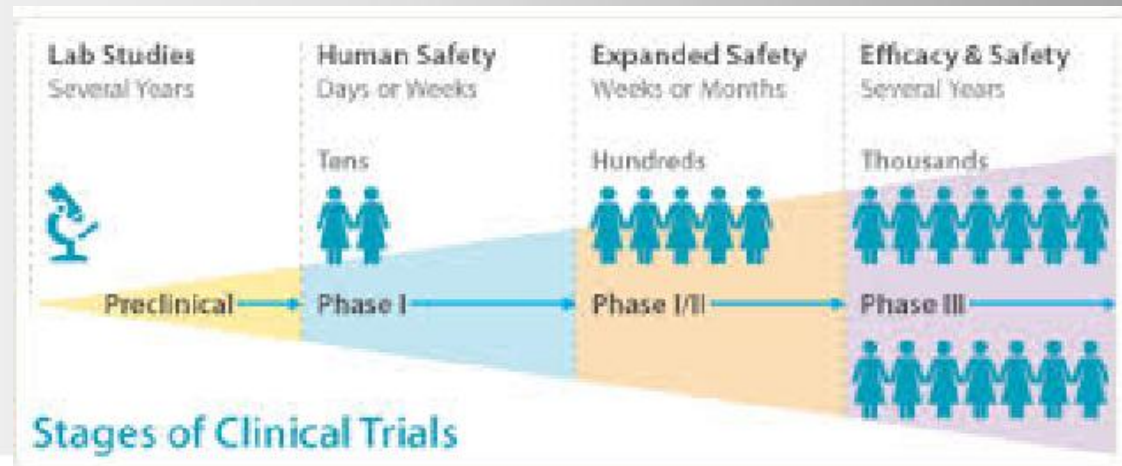 Lab Studies
Several Years
Human Safety
Days or Weeks
Expanded Safety
Weeks or Months
Efficacy & Safety
Several Years
Tens
Hundreds
Thousands
Preclinical
Phase I
Phase I/II
Phase III
Stages of Clinical Trials